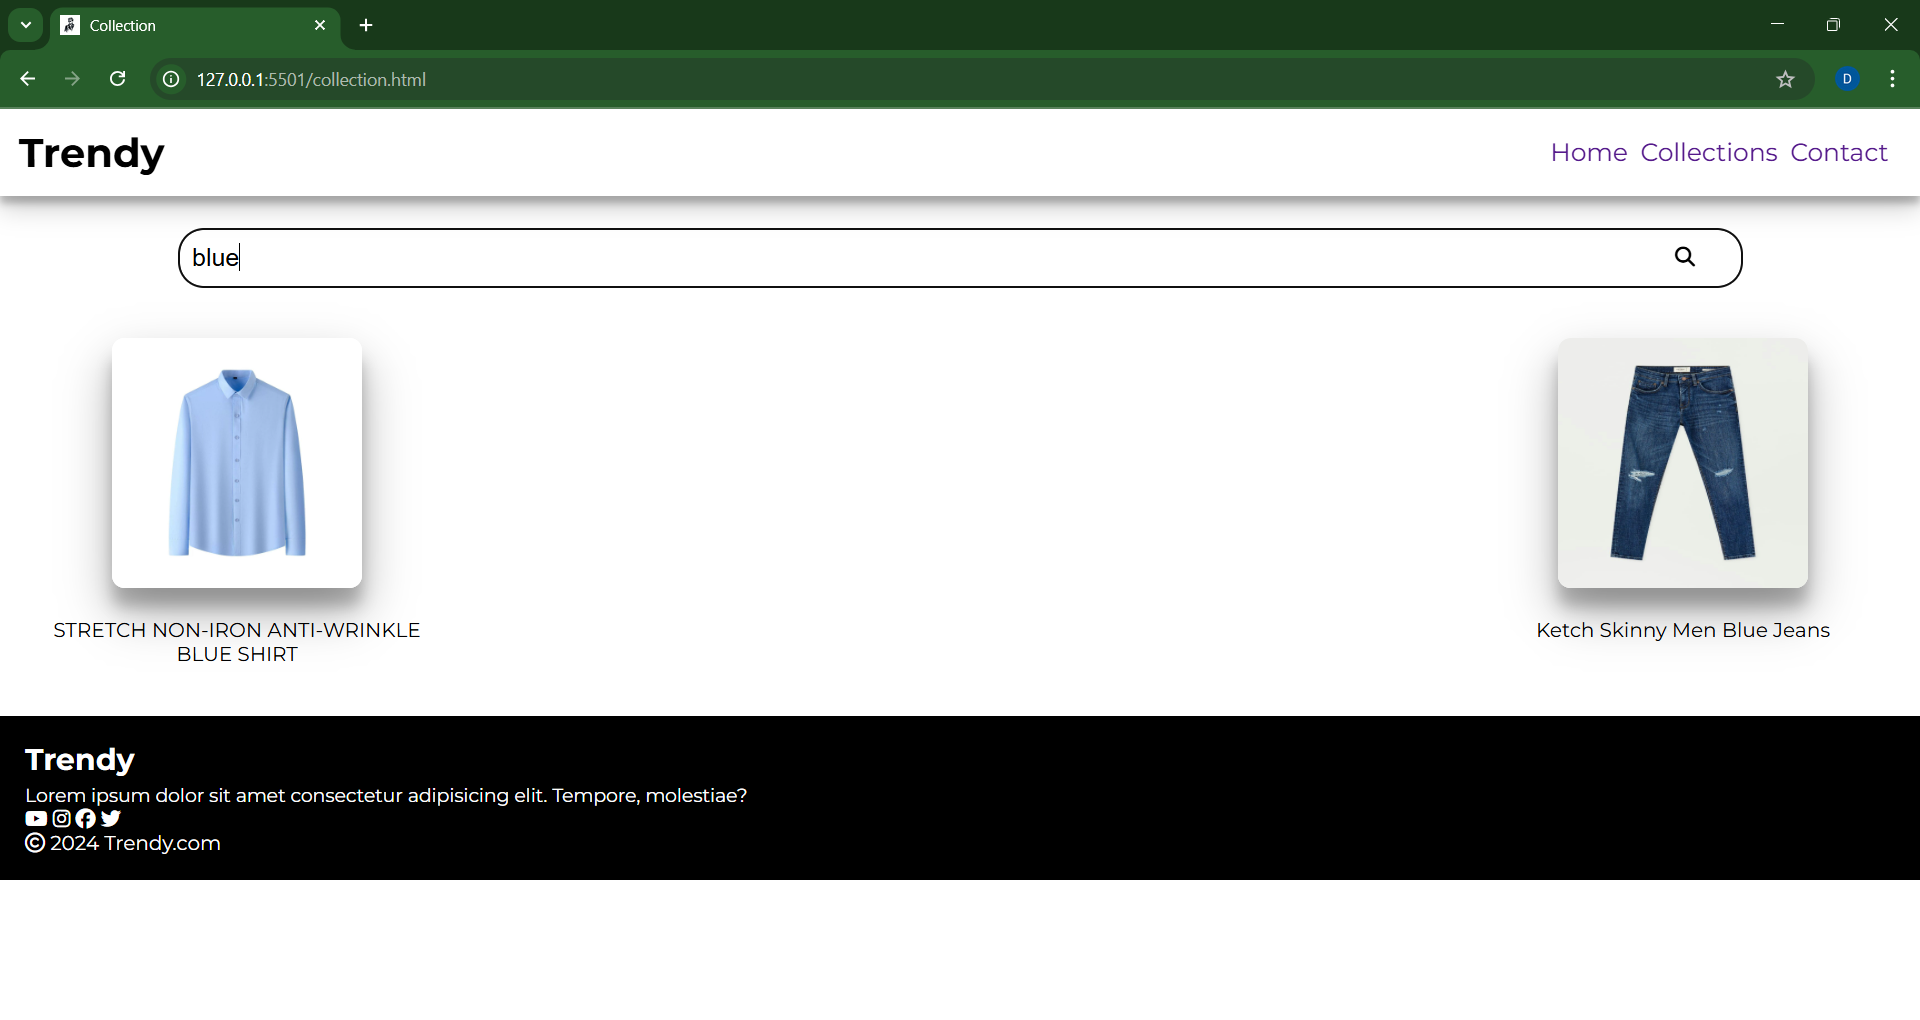 Collection
127.0.0.1:5501/collection.html
D
Trendy
Home Collections Contact
blue
STRETCH NON-IRON ANTI-WRINKLE
BLUE SHIRT
Ketch Skinny Men Blue Jeans
Trendy
Lorem ipsum dolor sit amet consectetur adipisicing elit. Tempore, molestiae?
© 2024 Trendy.com